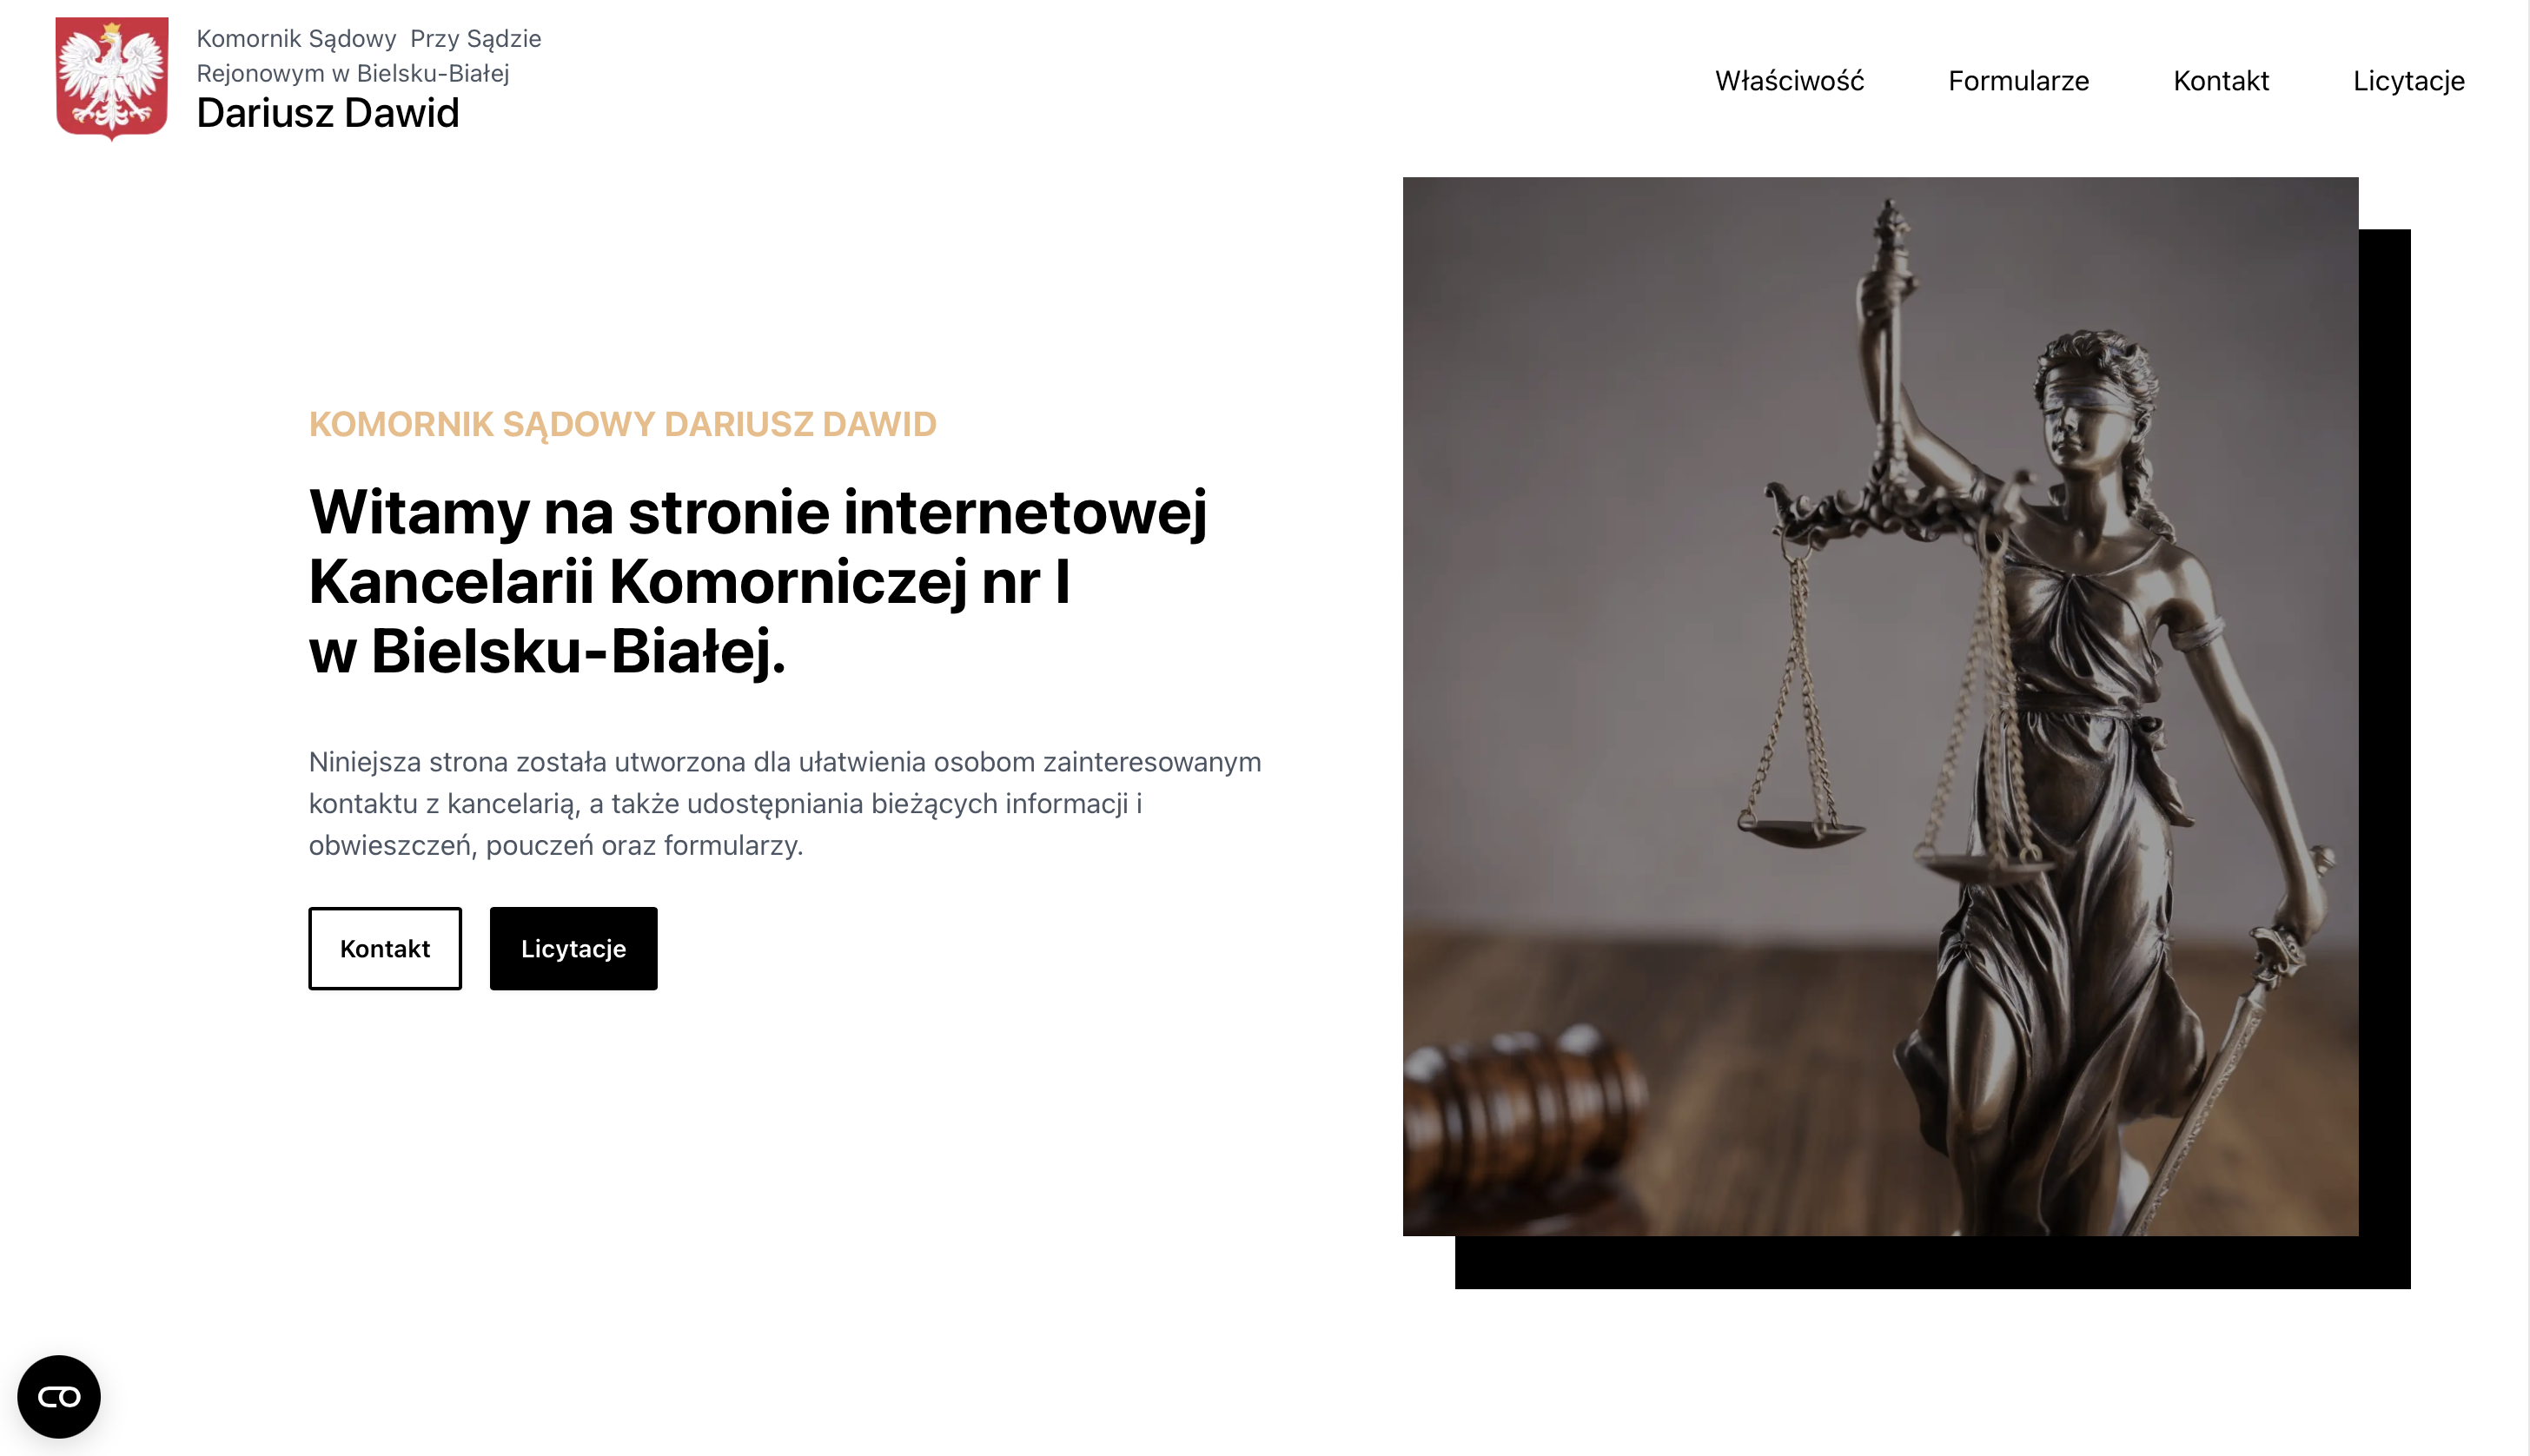 Komornik Sądowy  Przy Sądzie
Rejonowym w Bielsku-Białej
Dariusz Dawid
Właściwość
Formularze
Kontakt
Licytacje
KOMORNIK SĄDOWY DARIUSZ DAWID
Witamy na stronie internetowej
Kancelarii Komorniczej nr I
w Bielsku-Białej.
Niniejsza strona została utworzona dla ułatwienia osobom zainteresowanym
kontaktu z kancelarią, a także udostępniania bieżących informacji i
obwieszczeń, pouczeń oraz formularzy.
Kontakt
Licytacje